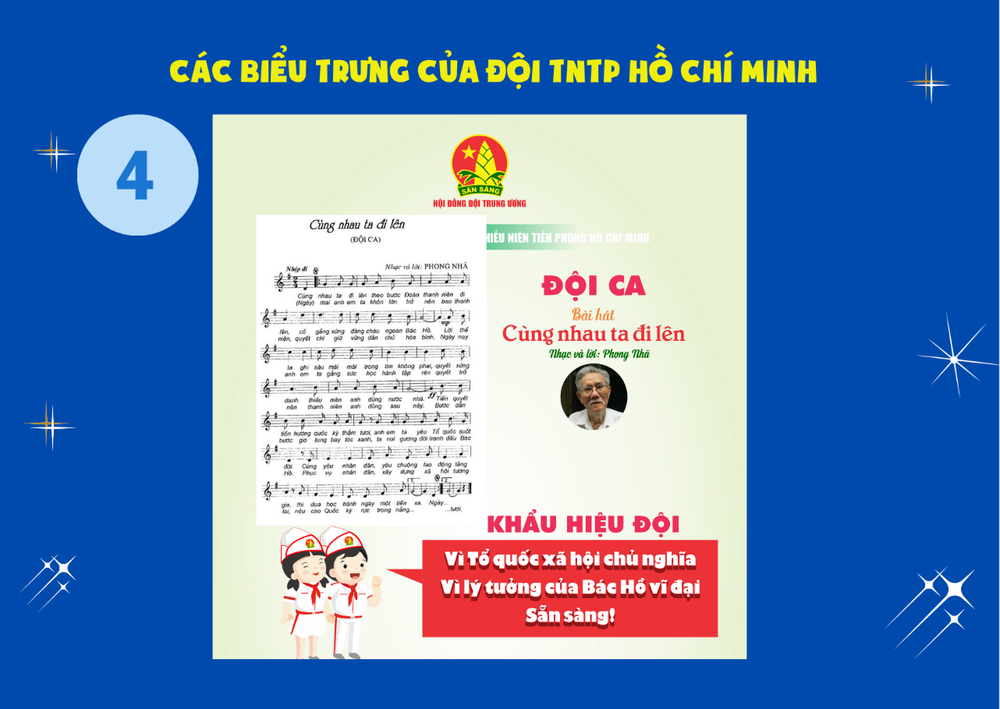 CÁC BIỂU TRƯNG CỦA ĐỘI TNTP HỒ CHÍ MINH
4
SẴN SÀNG
HỘI ĐỒNG ĐỘI TRUNG ƯƠNG
HIẾU NIÊN TIỀN PHONG HỒ CHÍ MINH
Cùng nhau ta đi lên
(ĐỘI CA)
Nhịp đi
Nhạc và lời: PHONG NHÃ
Cùng nhau ta đi lên theo bước Đoàn thanh niên đi
(Ngày) mai anh em ta khôn lớn trở nên bao thanh
lên, cố gắng xứng đáng cháu ngoan Bác Hồ. Lời thề
niên, quyết chí giữ vững dân chủ hòa bình. Ngày nay
mp
ta ghi sâu mãi mãi trong tim không phai, quyết xứng
anh em ta gắng sức học hành tập rèn quyết trở
danh thiếu niên anh dũng nước nhà. Tiến quyết
nên thanh niên anh dũng sau này. Bước dẫn
ff
tiến hướng quốc kỳ thắm tươi, anh em ta yêu Tổ quốc suốt
bước gió tung bay tóc xanh, ta noi gương đời tranh đấu Bác
đời. Cùng yêu nhân dân, yêu chuộng lao động tăng
Hồ. Phục vụ nhân dân, xây dựng xã hội tương
1 2
gia, thi đua học hành ngày một tiến xa. Ngày...
lai, nêu cao Quốc kỳ rực trong nắng... ...tươi.
ĐỘI CA
Bài hát
Cùng nhau ta đi lên
Nhạc và lời: Phong Nhã
KHẨU HIỆU ĐỘI
Vì Tổ quốc xã hội chủ nghĩa
Vì lý tưởng của Bác Hồ vĩ đại
Sẵn sàng!